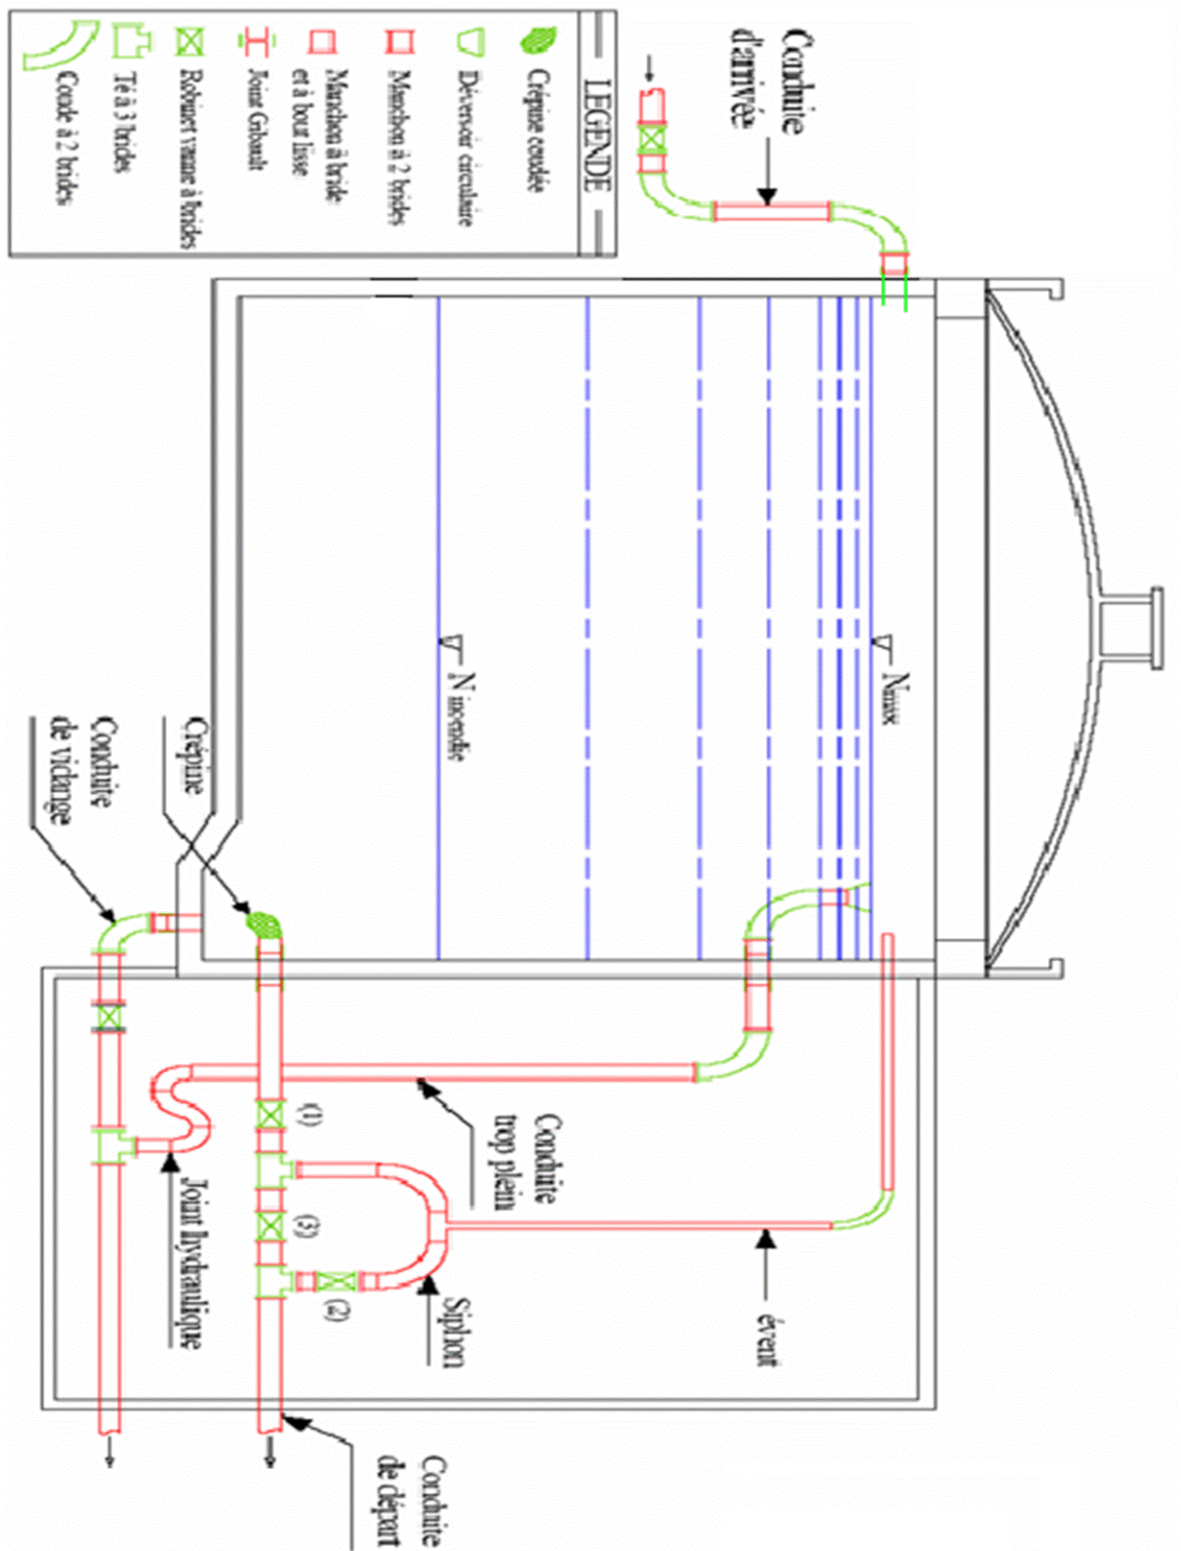 LEGENDE
Crépine coudée
Déversoir circulaire
Manchon à 2 brides
Manchon à bride
et à bout lisse
Joint Gibault
Robinet vanne à brides
Té à 3 brides
Coude à 2 brides
Conduite
d'arrivée
Nmax
N incendie
Crépine
Conduite
de vidange
(1)
(3)
(2)
Conduite
trop plein
Joint hydraulique
Siphon
évent
Conduite
de départ